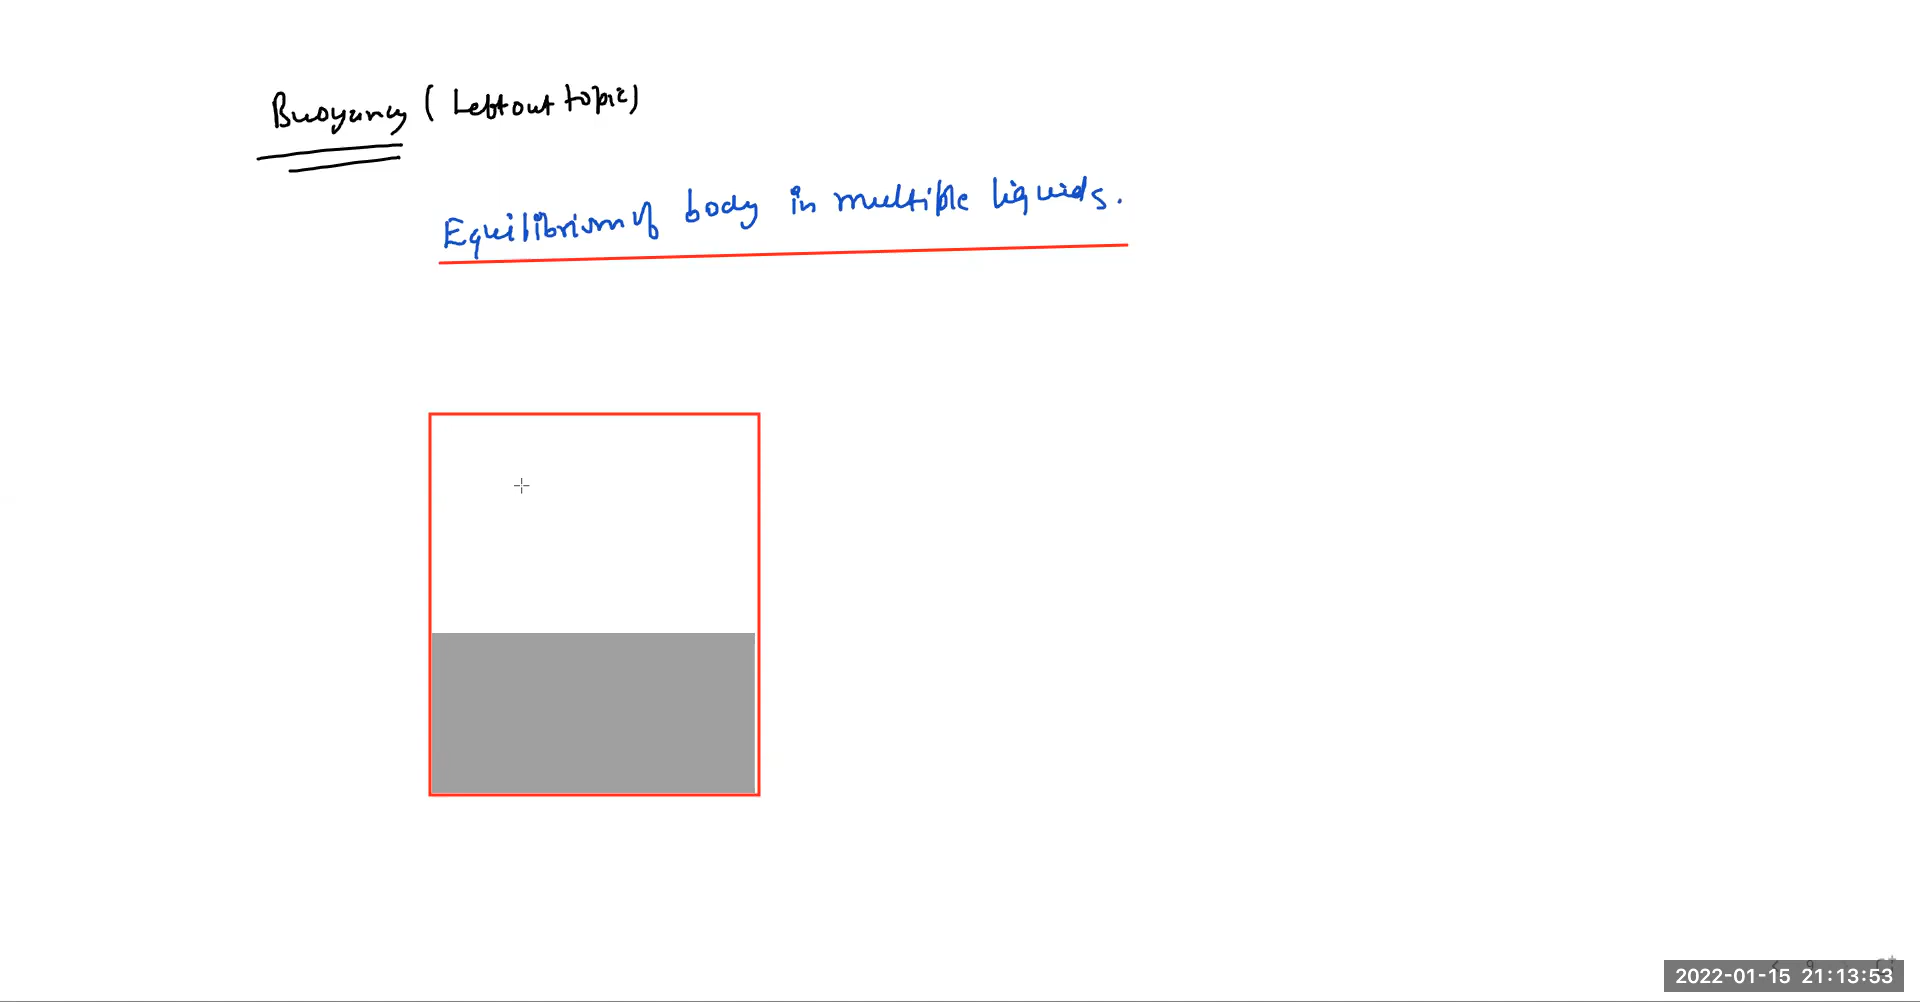 Buoyancy (Leftout topic)
Equilibrium of body in multiple liquids.
2022-01-15 21:13:53